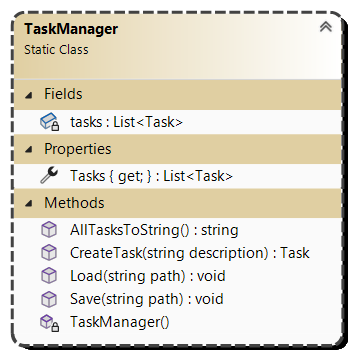 TaskManager
Static Class
Fields
tasks : List<Task>
Properties
Tasks { get; } : List<Task>
Methods
AllTasksToString() : string
CreateTask(string description) : Task
Load(string path) : void
Save(string path) : void
TaskManager()